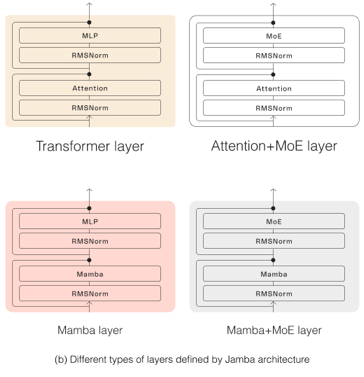 MLP
RMSNorm
Attention
RMSNorm
Transformer layer
MoE
RMSNorm
Attention
RMSNorm
Attention+MoE layer
MLP
RMSNorm
Mamba
RMSNorm
Mamba layer
MoE
RMSNorm
Mamba
RMSNorm
Mamba+MoE layer
(b) Different types of layers defined by Jamba architecture